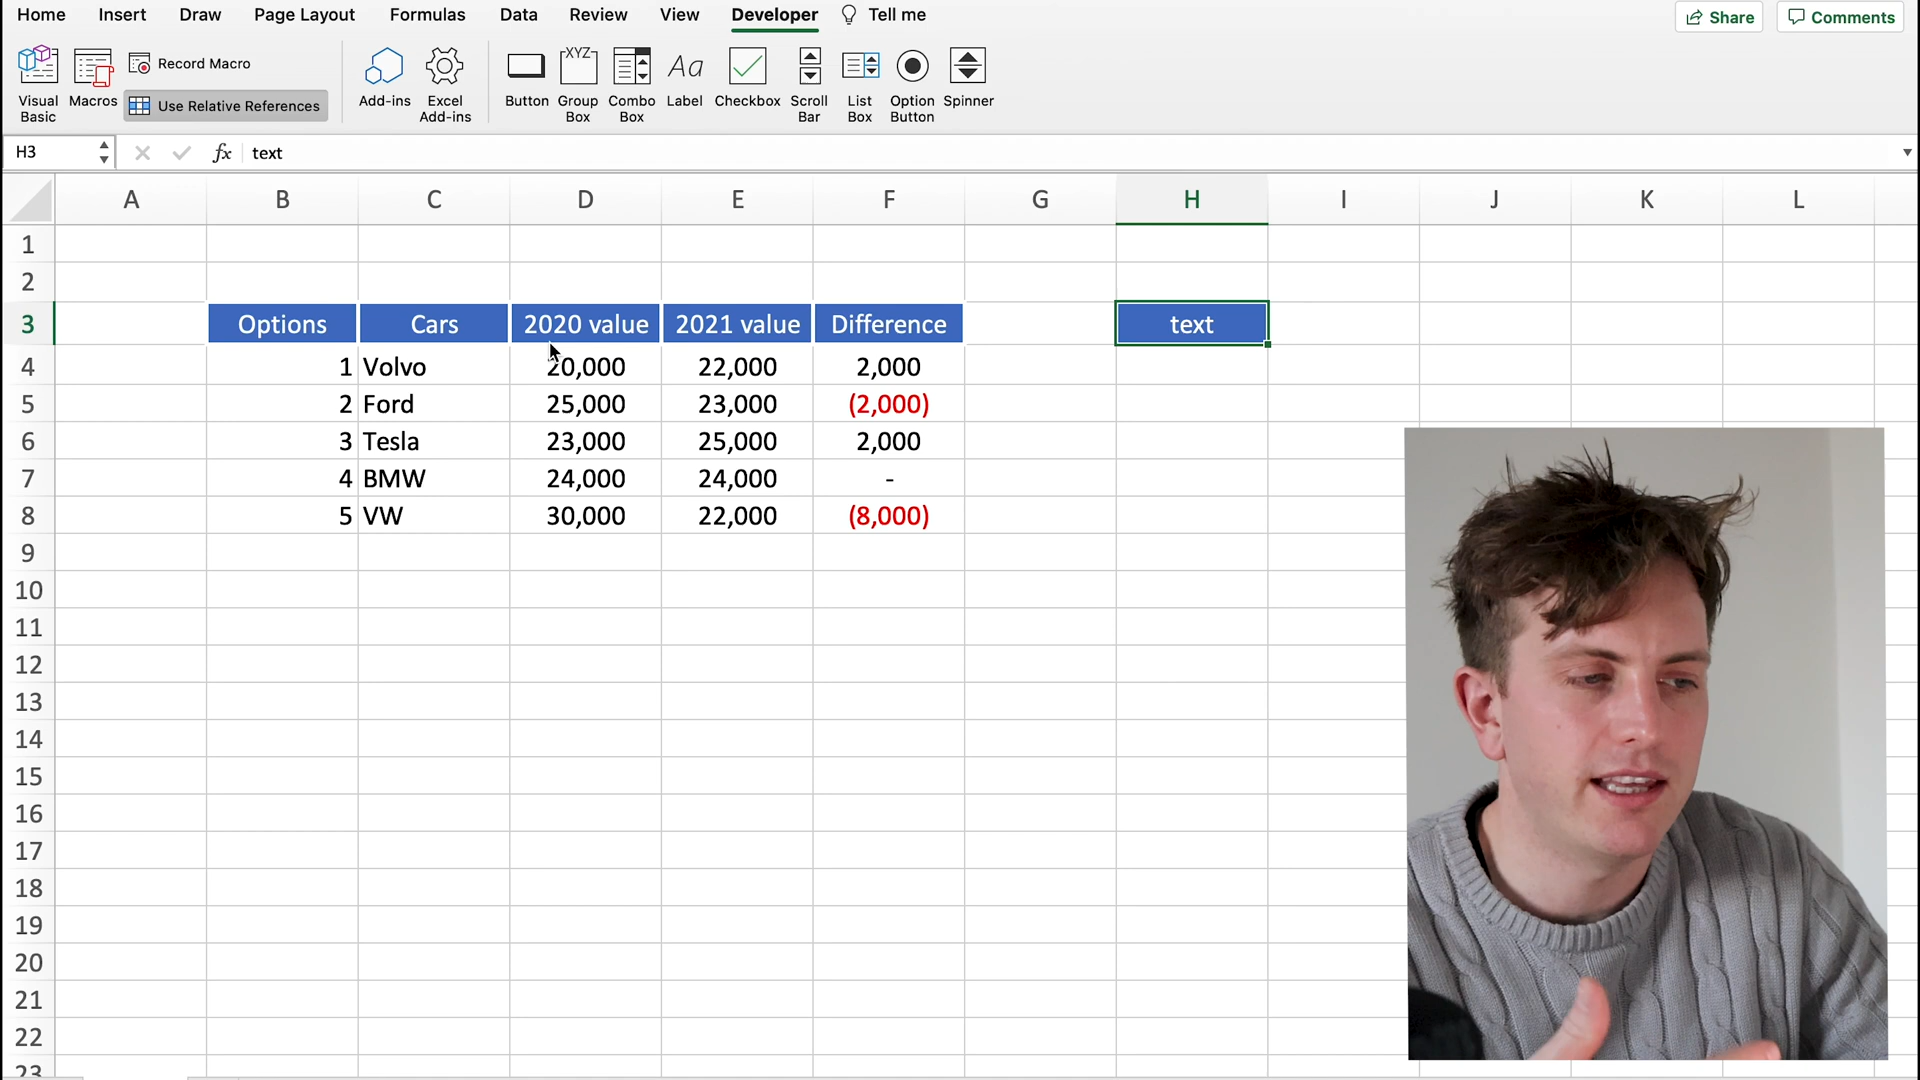 Home Insert Draw Page Layout Formulas Data Review View Developer Tell me Share Comments
Visual Basic Macros Record Macro Use Relative References Add-ins Excel Add-ins Button XYZ Group Box Combo Box Aa Label Checkbox Scroll Bar List Box Option Button Spinner
H3 fx text
A B C D E F G H I J K L
1
2
3 Options Cars 2020 value 2021 value Difference text
4 1 Volvo 20,000 22,000 2,000
5 2 Ford 25,000 23,000 (2,000)
6 3 Tesla 23,000 25,000 2,000
7 4 BMW 24,000 24,000 -
8 5 VW 30,000 22,000 (8,000)
9
10
11
12
13
14
15
16
17
18
19
20
21
22
23